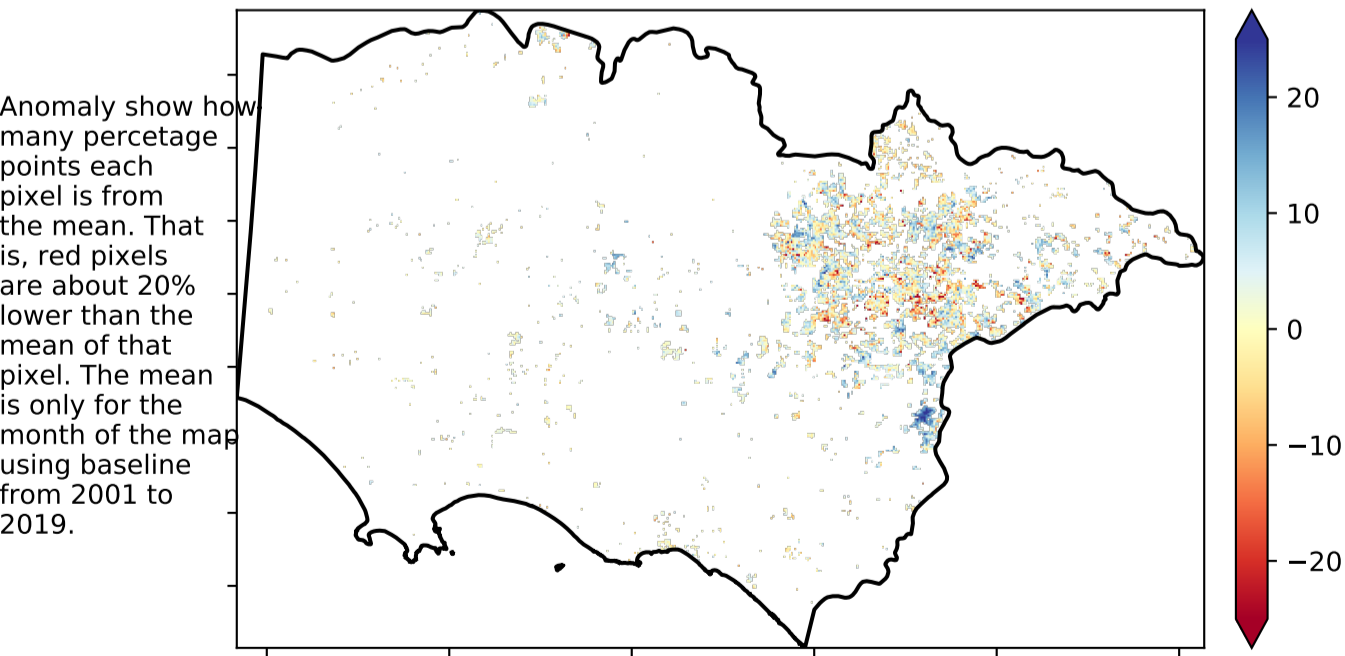 Anomaly show how
many percetage
points each
pixel is from
the mean. That
is, red pixels
are about 20%
lower than the
mean of that
pixel. The mean
is only for the
month of the map
using baseline
from 2001 to
2019.
20
10
0
−10
−20